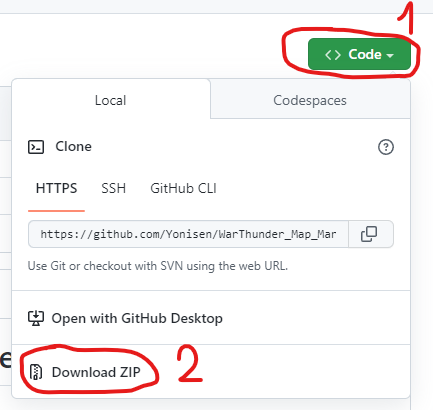 1
<> Code
Local Codespaces
Clone
HTTPS SSH GitHub CLI
https://github.com/Yonisen/WarThunder_Map_Mar
Use Git or checkout with SVN using the web URL.
Open with GitHub Desktop
e
Download ZIP 2